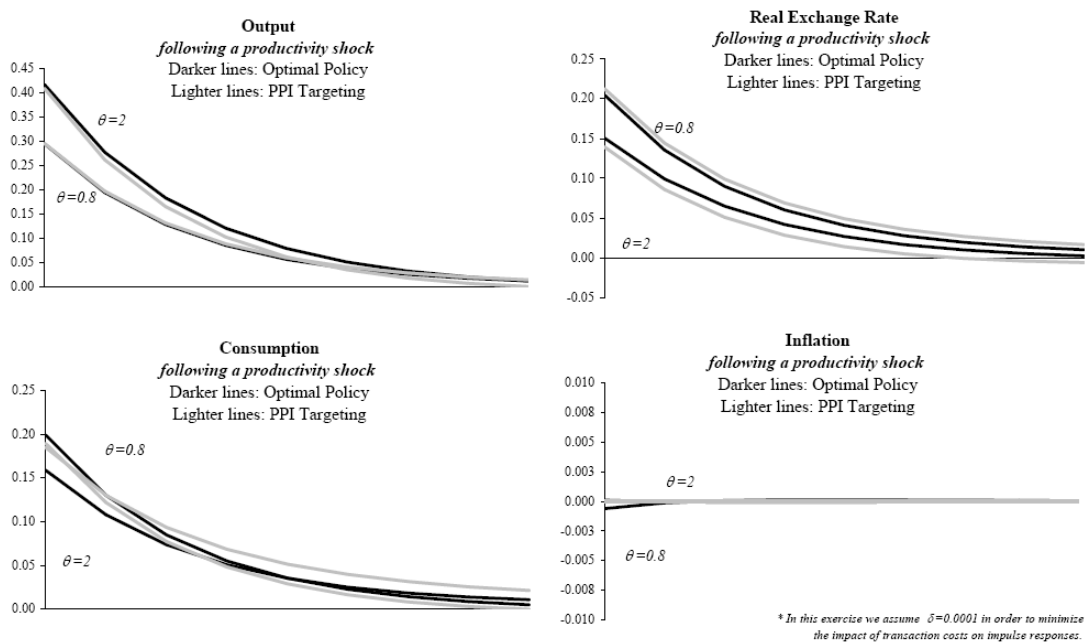 Output
following a productivity shock
Darker lines: Optimal Policy
Lighter lines: PPI Targeting
0.45
0.40
0.35
0.30
0.25
0.20
0.15
0.10
0.05
0.00
θ=2
θ=0.8
Real Exchange Rate
following a productivity shock
Darker lines: Optimal Policy
Lighter lines: PPI Targeting
0.25
0.20
0.15
0.10
0.05
0.00
-0.05
θ=0.8
θ=2
Consumption
following a productivity shock
Darker lines: Optimal Policy
Lighter lines: PPI Targeting
0.25
0.20
0.15
0.10
0.05
0.00
θ=0.8
θ=2
Inflation
following a productivity shock
Darker lines: Optimal Policy
Lighter lines: PPI Targeting
0.010
0.008
0.005
0.003
0.000
-0.003
-0.005
-0.008
-0.010
θ=2
θ=0.8
* In this exercise we assume δ=0.0001 in order to minimize
the impact of transaction costs on impulse responses.